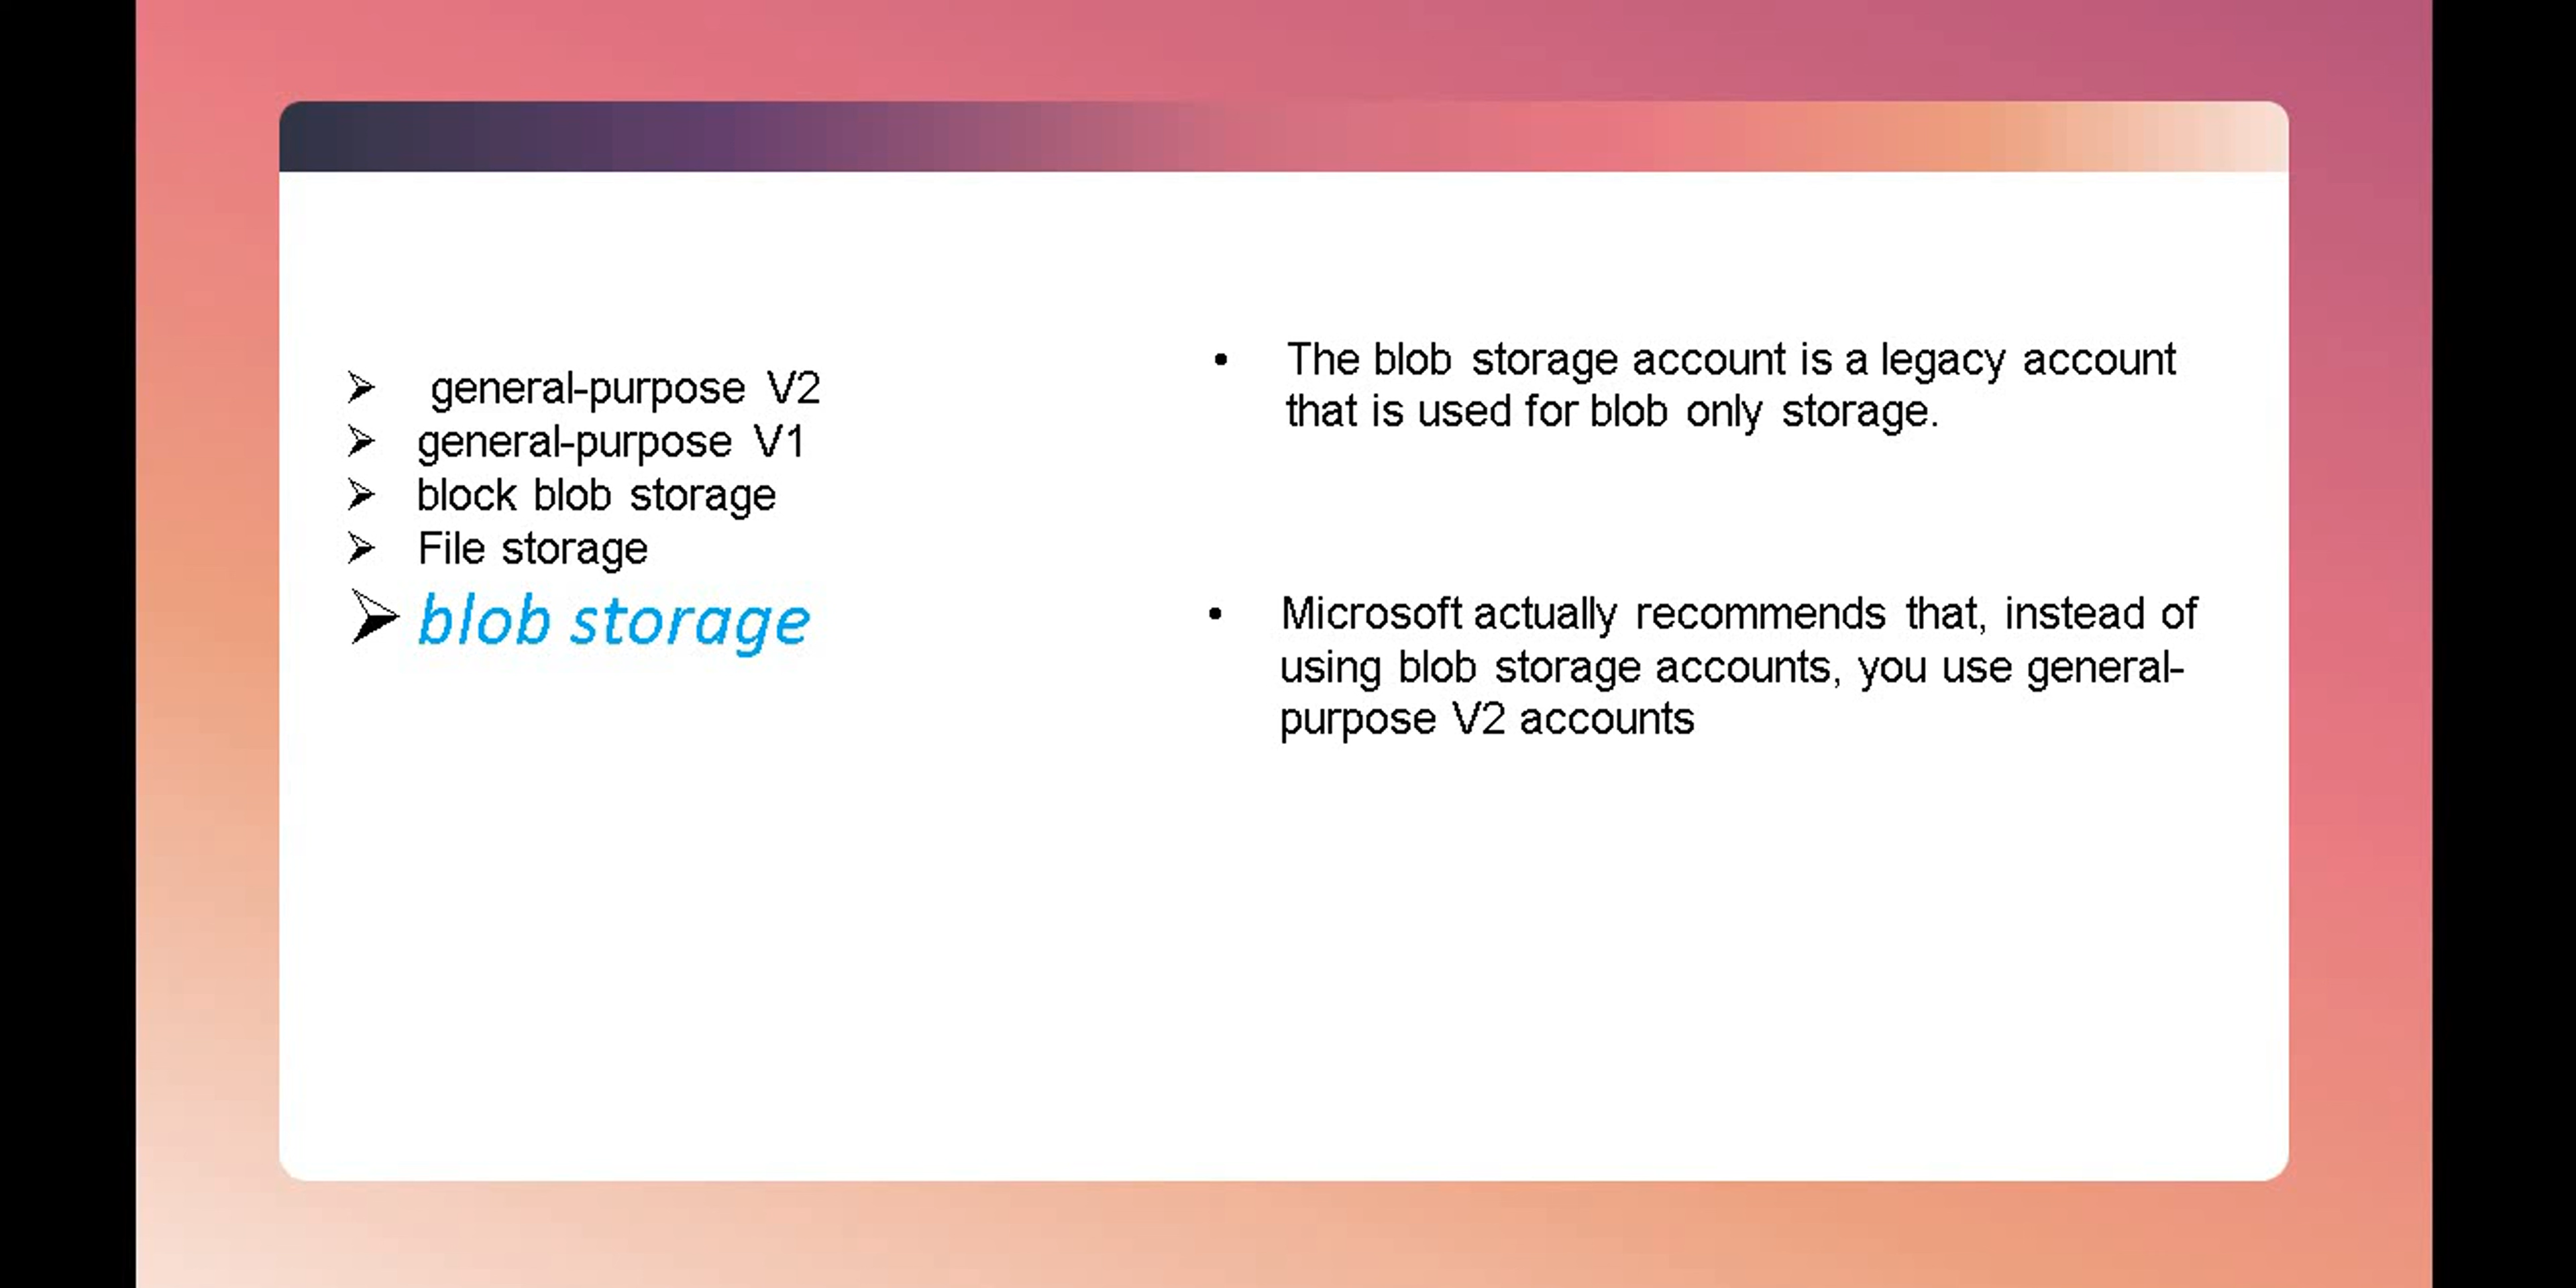 general-purpose V2
general-purpose V1
block blob storage
File storage
blob storage
The blob storage account is a legacy account
that is used for blob only storage.
Microsoft actually recommends that, instead of
using blob storage accounts, you use general-
purpose V2 accounts